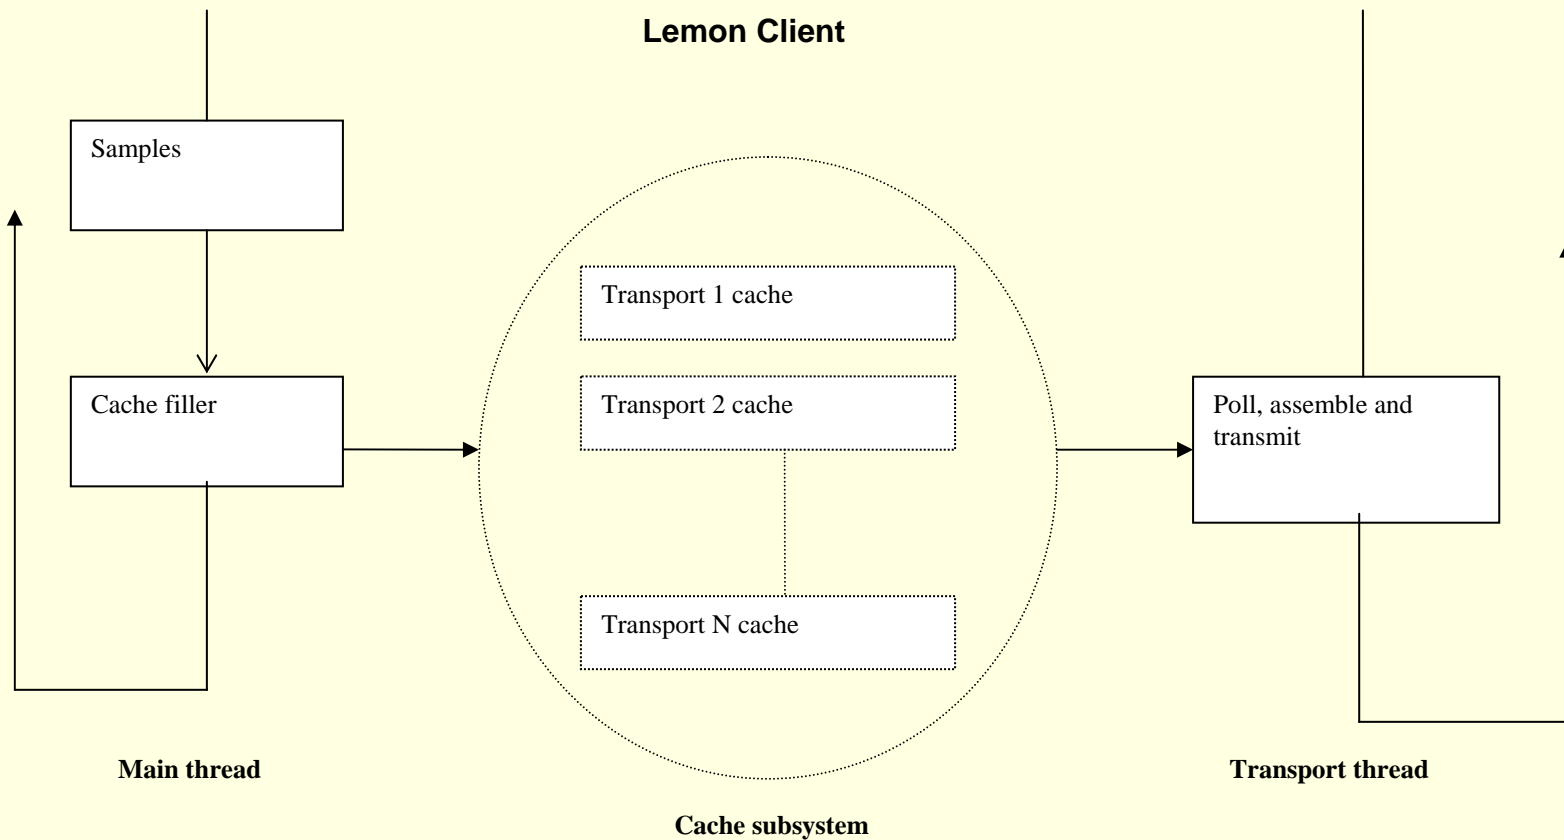 Lemon Client
Samples
Transport 1 cache
Cache filler
Transport 2 cache
Poll, assemble and
transmit
Transport N cache
Main thread
Transport thread
Cache subsystem